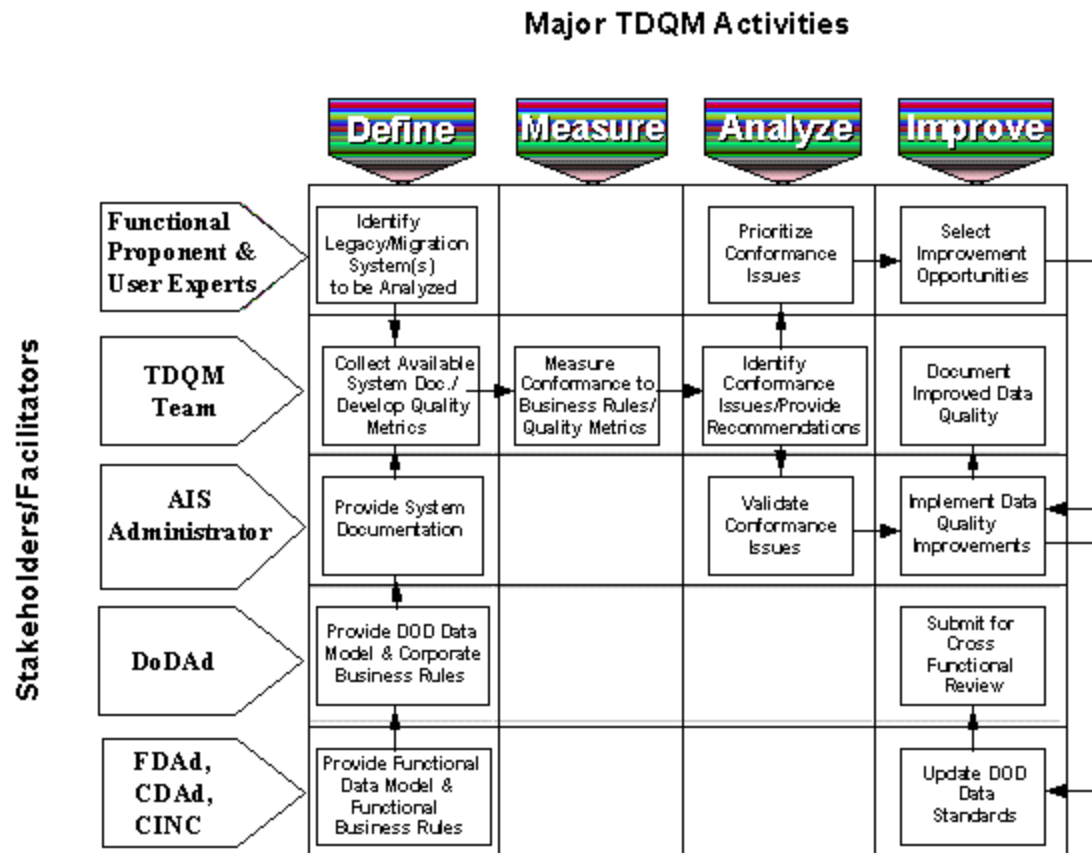 Major TDQM Activities
Define
Measure
Analyze
Improve
Stakeholders/Facilitators
Functional
Proponent &
User Experts
Identify
Legacy/Migration
System(s)
to be Analyzed
Prioritize
Conformance
Issues
Select
Improvement
Opportunities
TDQM
Team
Collect Available
System Doc./
Develop Quality
Metrics
Measure
Conformance to
Business Rules/
Quality Metrics
Identify
Conformance
Issues/Provide
Recommendations
Document
Improved Data
Quality
AIS
Administrator
Provide System
Documentation
Validate
Conformance
Issues
Implement Data
Quality
Improvements
DoDAd
Provide DOD Data
Model & Corporate
Business Rules
Submit for
Cross
Functional
Review
FDAd,
CDAd,
CINC
Provide Functional
Data Model &
Functional
Business Rules
Update DOD
Data
Standards